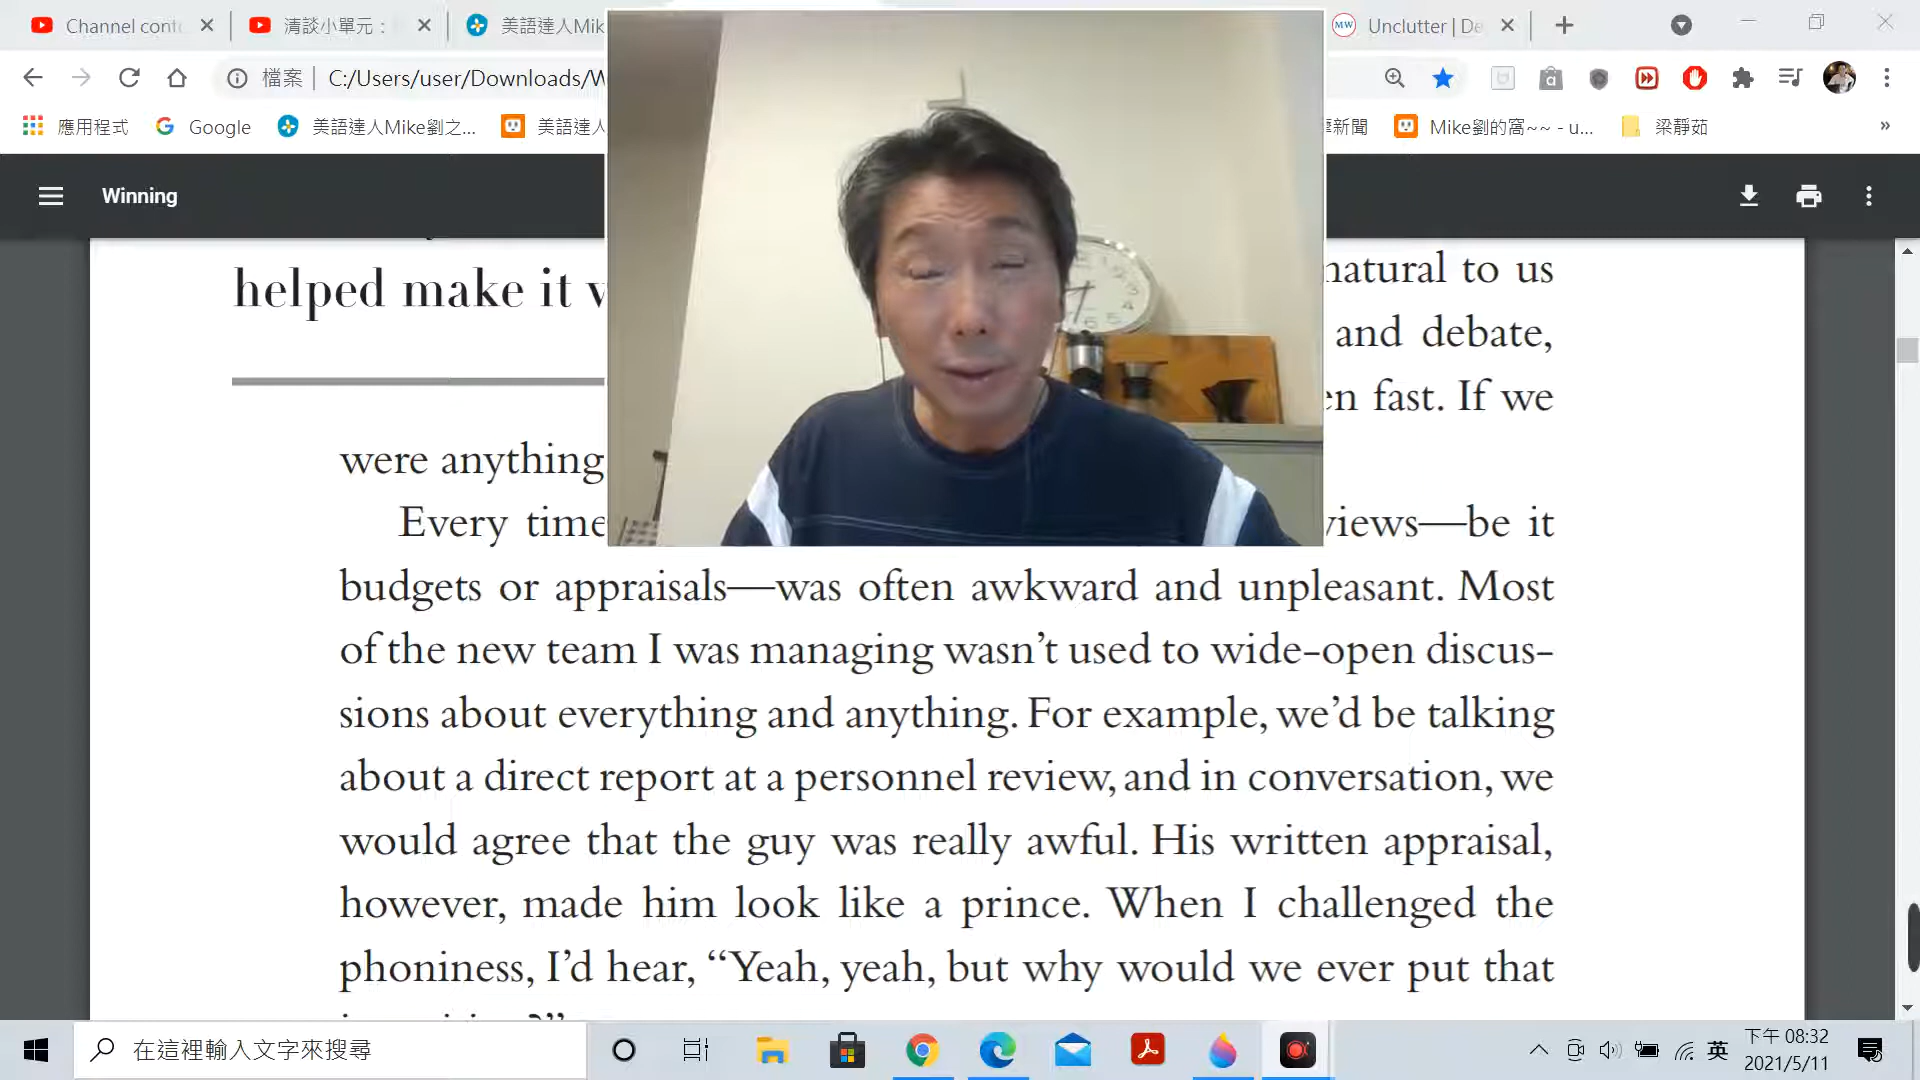 Channel conte
清談小單元：
美語達人Mik
Unclutter | De
檔案
C:/Users/user/Downloads/W
應用程式
Google
美語達人Mike劉之...
美語達人
新聞
Mike劉的窩~~ - u...
梁靜茹
»
Winning
helped make it
natural to us
and debate,
en fast. If we
were anything
Every time
views—be it
budgets or appraisals—was often awkward and unpleasant. Most
of the new team I was managing wasn’t used to wide-open discus-
sions about everything and anything. For example, we’d be talking
about a direct report at a personnel review, and in conversation, we
would agree that the guy was really awful. His written appraisal,
however, made him look like a prince. When I challenged the
phoniness, I’d hear, “Yeah, yeah, but why would we ever put that
在這裡輸入文字來搜尋
英
下午 08:32
2021/5/11